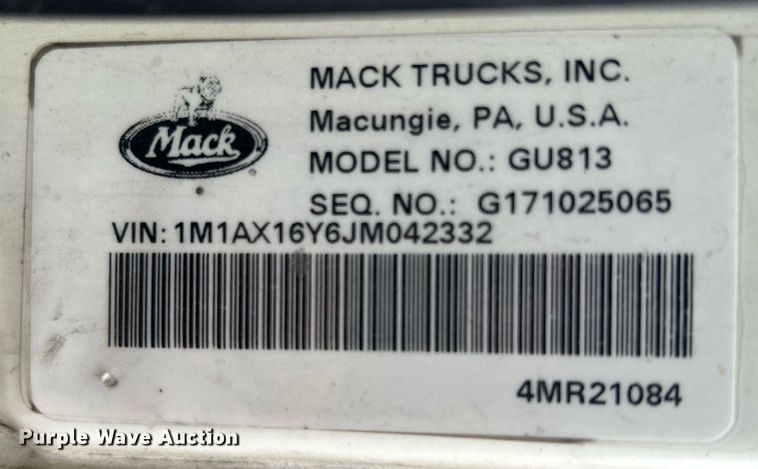 Mack
MACK TRUCKS, INC.
Macungie, PA, U.S.A.
MODEL NO.: GU813
SEQ. NO.: G171025065
VIN: 1M1AX16Y6JM042332
4MR21084
Purple Wave Auction